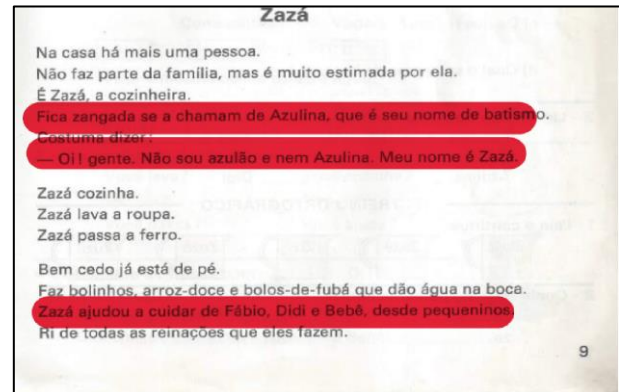 Zazá
Na casa há mais uma pessoa.
Não faz parte da família, mas é muito estimada por ela.
É Zazá, a cozinheira.
Fica zangada se a chamam de Azulina, que é seu nome de batismo.
Costuma dizer:
— Oi! gente. Não sou azulão e nem Azulina. Meu nome é Zazá.
Zazá cozinha.
Zazá lava a roupa.
Zazá passa a ferro.
Bem cedo já está de pé.
Faz bolinhos, arroz-doce e bolos-de-fubá que dão água na boca.
Zazá ajudou a cuidar de Fábio, Didi e Bebê, desde pequeninos.
Ri de todas as reinações que eles fazem.
9